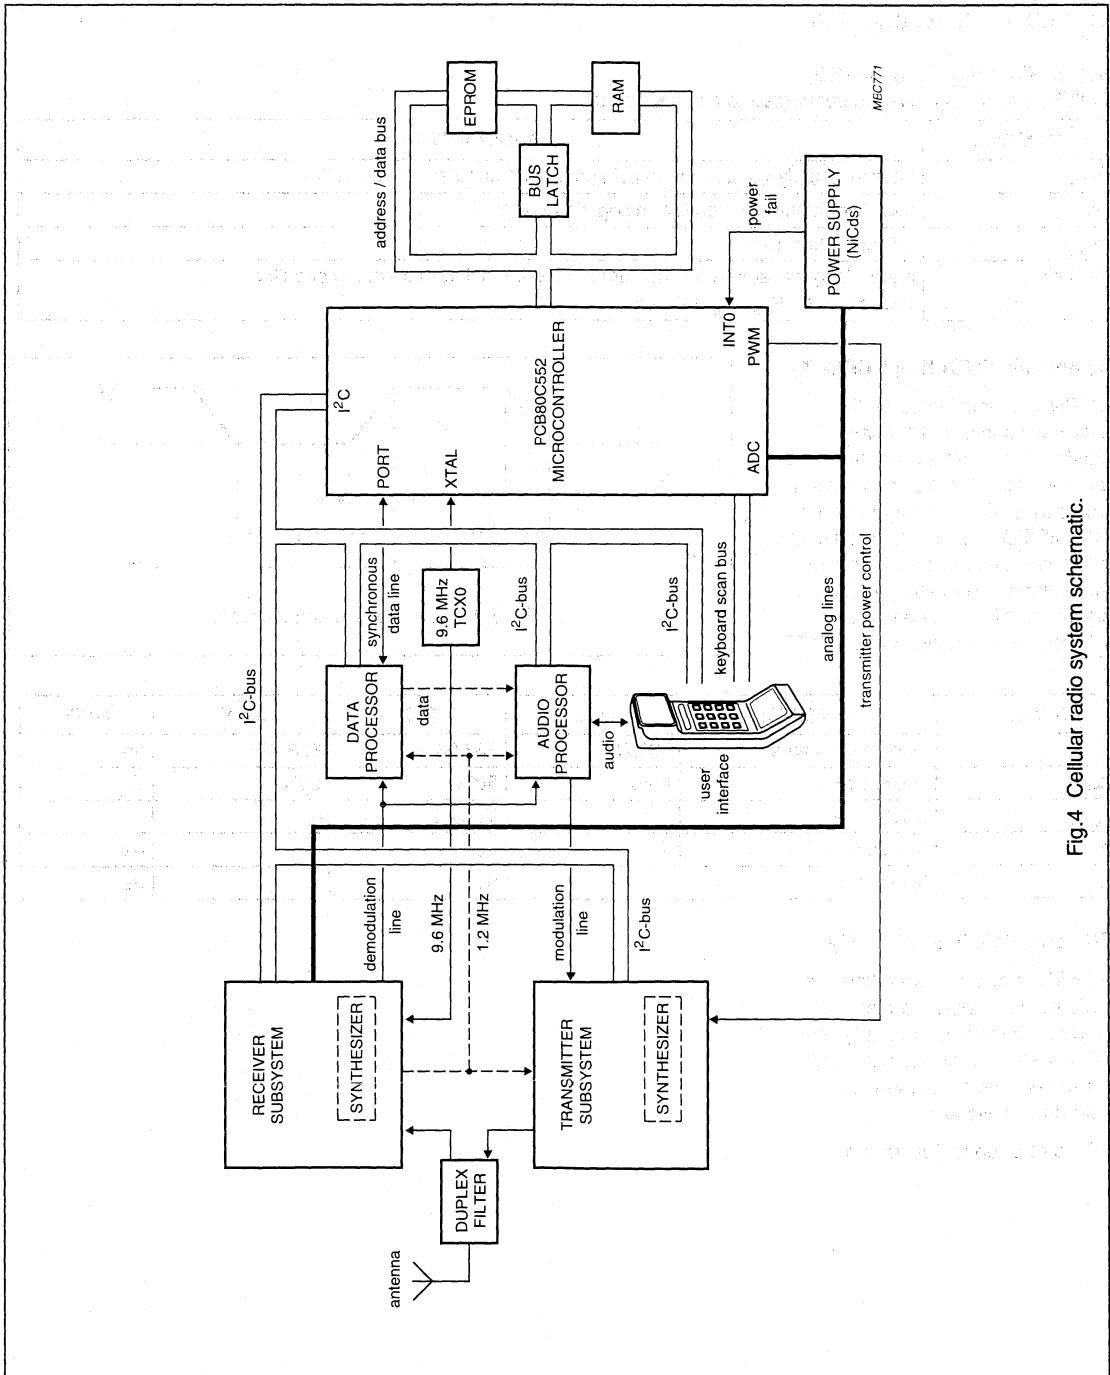 antenna
DUPLEX
FILTER
RECEIVER
SUBSYSTEM
SYNTHESIZER
TRANSMITTER
SUBSYSTEM
SYNTHESIZER
demodulation
line
9.6 MHz
1.2 MHz
modulation
line
I²C-bus
I²C-bus
DATA
PROCESSOR
data
AUDIO
PROCESSOR
audio
user
interface
synchronous
data line
9.6 MHz
TCX0
I²C-bus
I²C-bus
keyboard scan bus
analog lines
transmitter power control
I²C
PORT
XTAL
PCB80C552
MICROCONTROLLER
ADC
INT0
PWM
address / data bus
EPROM
BUS
LATCH
RAM
power
fail
POWER SUPPLY
(NiCds)
MBC771
Fig.4 Cellular radio system schematic.